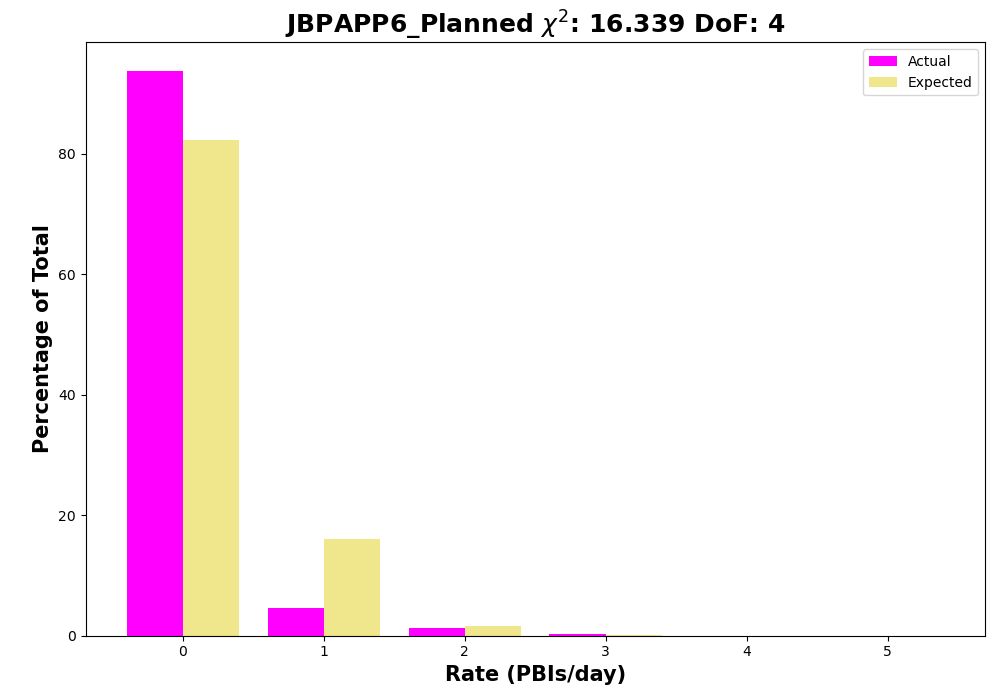 JBPAPP6_Planned χ²: 16.339 DoF: 4
Actual
Expected
Percentage of Total
80
60
40
20
0
0 1 2 3 4 5
Rate (PBIs/day)